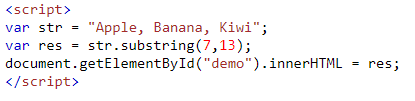 <script>
var str = "Apple, Banana, Kiwi";
var res = str.substring(7,13);
document.getElementById("demo").innerHTML = res;
</script>